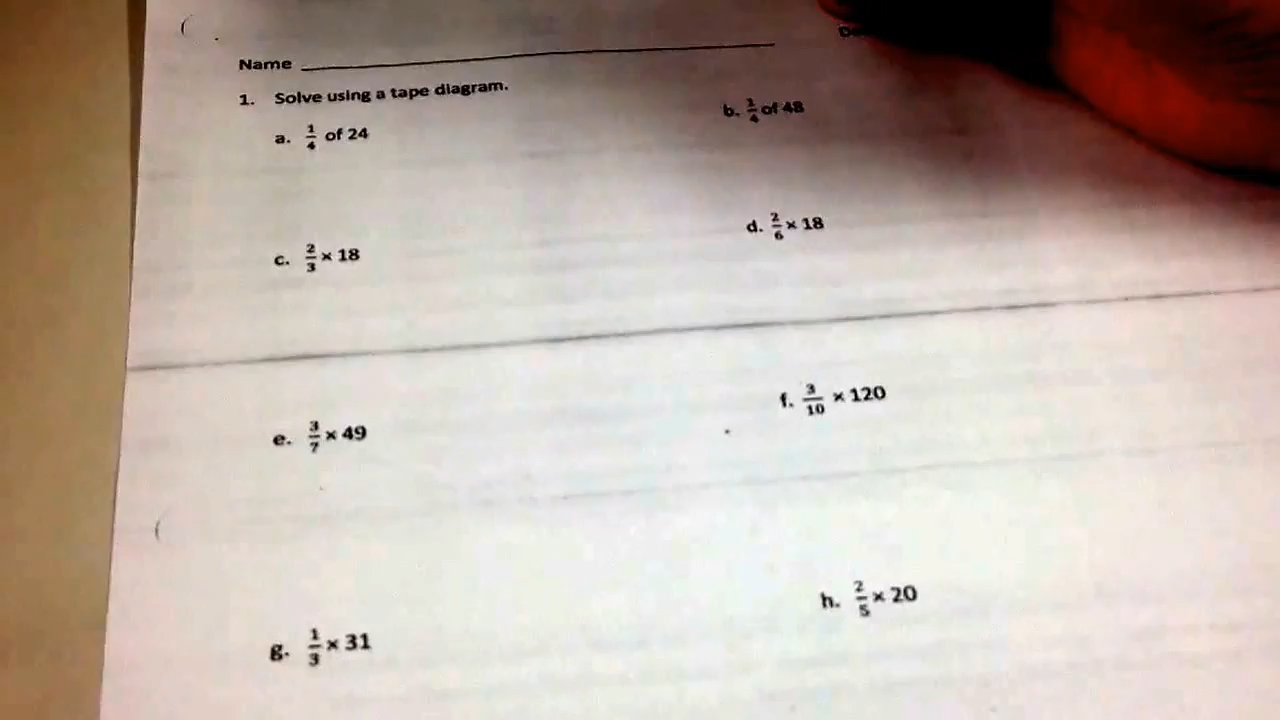 Name
1. Solve using a tape diagram.
a. 1/4 of 24
b. 1/4 of 48
c. 2/3 × 18
d. 2/6 × 18
e. 3/7 × 49
f. 3/10 × 120
g. 1/3 × 31
h. 2/5 × 20